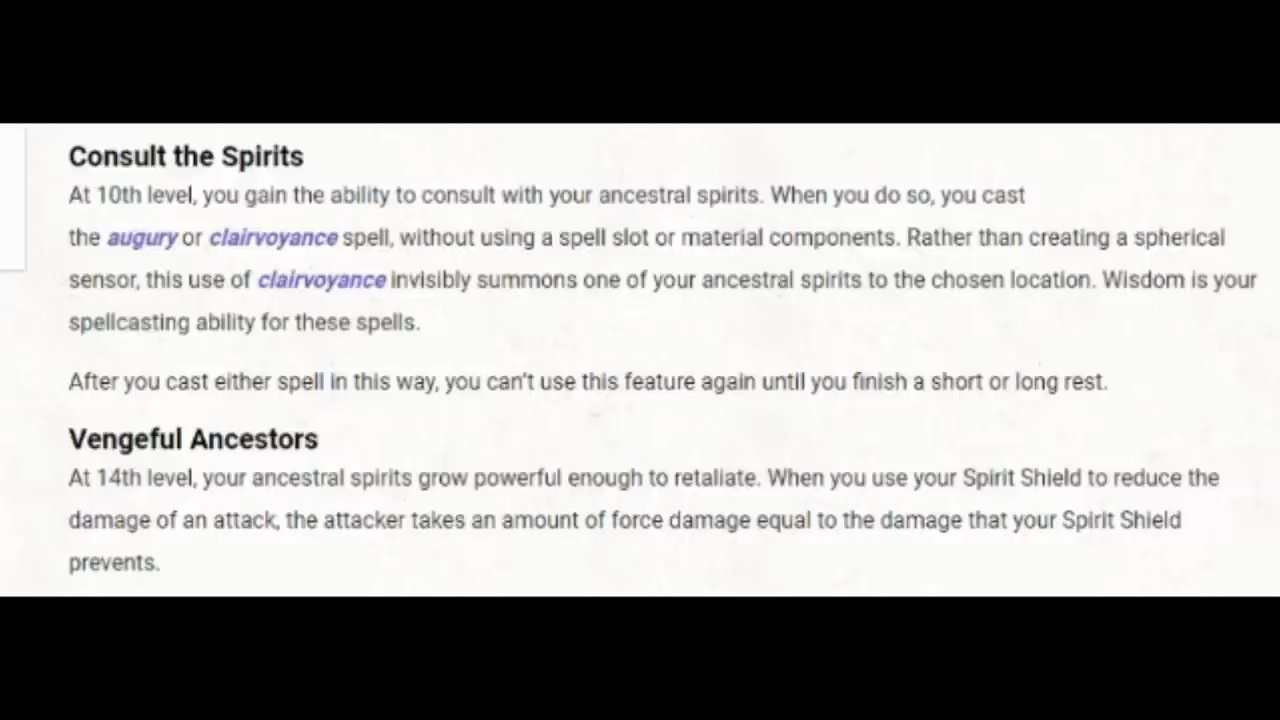 Consult the Spirits
At 10th level, you gain the ability to consult with your ancestral spirits. When you do so, you cast
the augury or clairvoyance spell, without using a spell slot or material components. Rather than creating a spherical
sensor, this use of clairvoyance invisibly summons one of your ancestral spirits to the chosen location. Wisdom is your
spellcasting ability for these spells.
After you cast either spell in this way, you can't use this feature again until you finish a short or long rest.
Vengeful Ancestors
At 14th level, your ancestral spirits grow powerful enough to retaliate. When you use your Spirit Shield to reduce the
damage of an attack, the attacker takes an amount of force damage equal to the damage that your Spirit Shield
prevents.